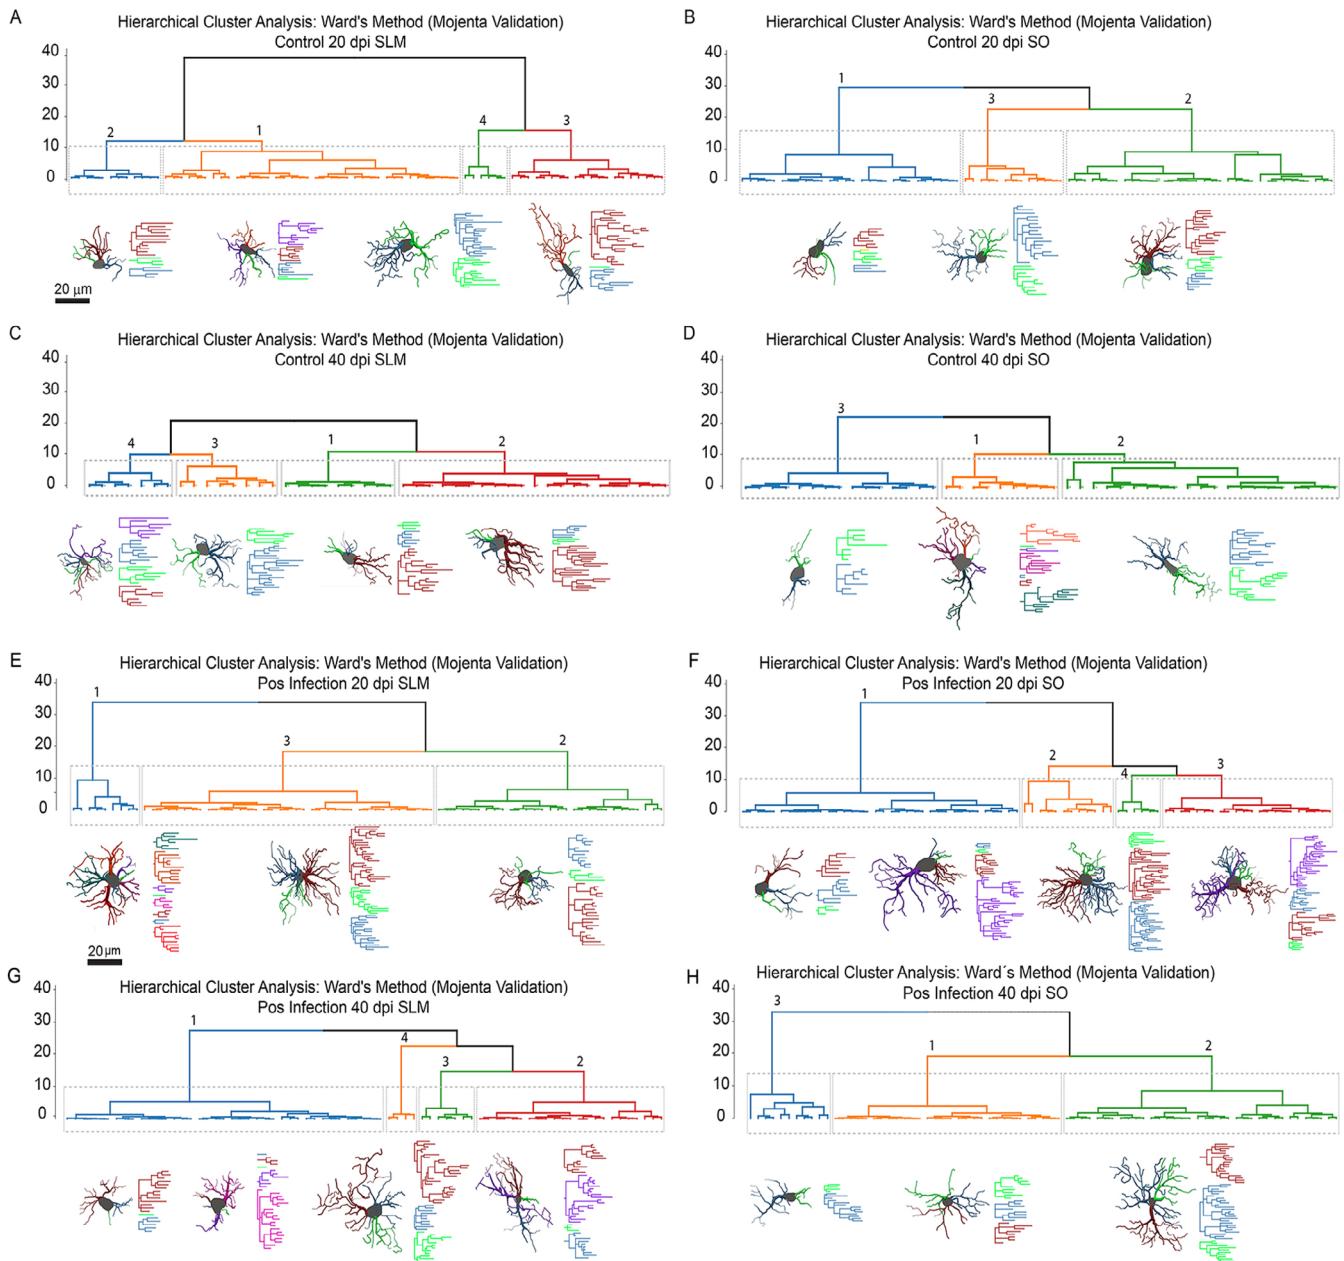 A
Hierarchical Cluster Analysis: Ward's Method (Mojenta Validation)
Control 20 dpi SLM
40
30
20
10
0
2
1
4
3
20 µm
B
Hierarchical Cluster Analysis: Ward's Method (Mojenta Validation)
Control 20 dpi SO
40
30
20
10
0
1
3
2
C
Hierarchical Cluster Analysis: Ward's Method (Mojenta Validation)
Control 40 dpi SLM
40
30
20
10
0
4
3
1
2
D
Hierarchical Cluster Analysis: Ward's Method (Mojenta Validation)
Control 40 dpi SO
40
30
20
10
0
3
1
2
E
Hierarchical Cluster Analysis: Ward's Method (Mojenta Validation)
Pos Infection 20 dpi SLM
40
30
20
10
0
1
3
2
20 µm
F
Hierarchical Cluster Analysis: Ward's Method (Mojenta Validation)
Pos Infection 20 dpi SO
40
30
20
10
0
1
2
4
3
G
Hierarchical Cluster Analysis: Ward's Method (Mojenta Validation)
Pos Infection 40 dpi SLM
40
30
20
10
0
1
4
3
2
H
Hierarchical Cluster Analysis: Ward´s Method (Mojenta Validation)
Pos Infection 40 dpi SO
40
30
20
10
0
3
1
2